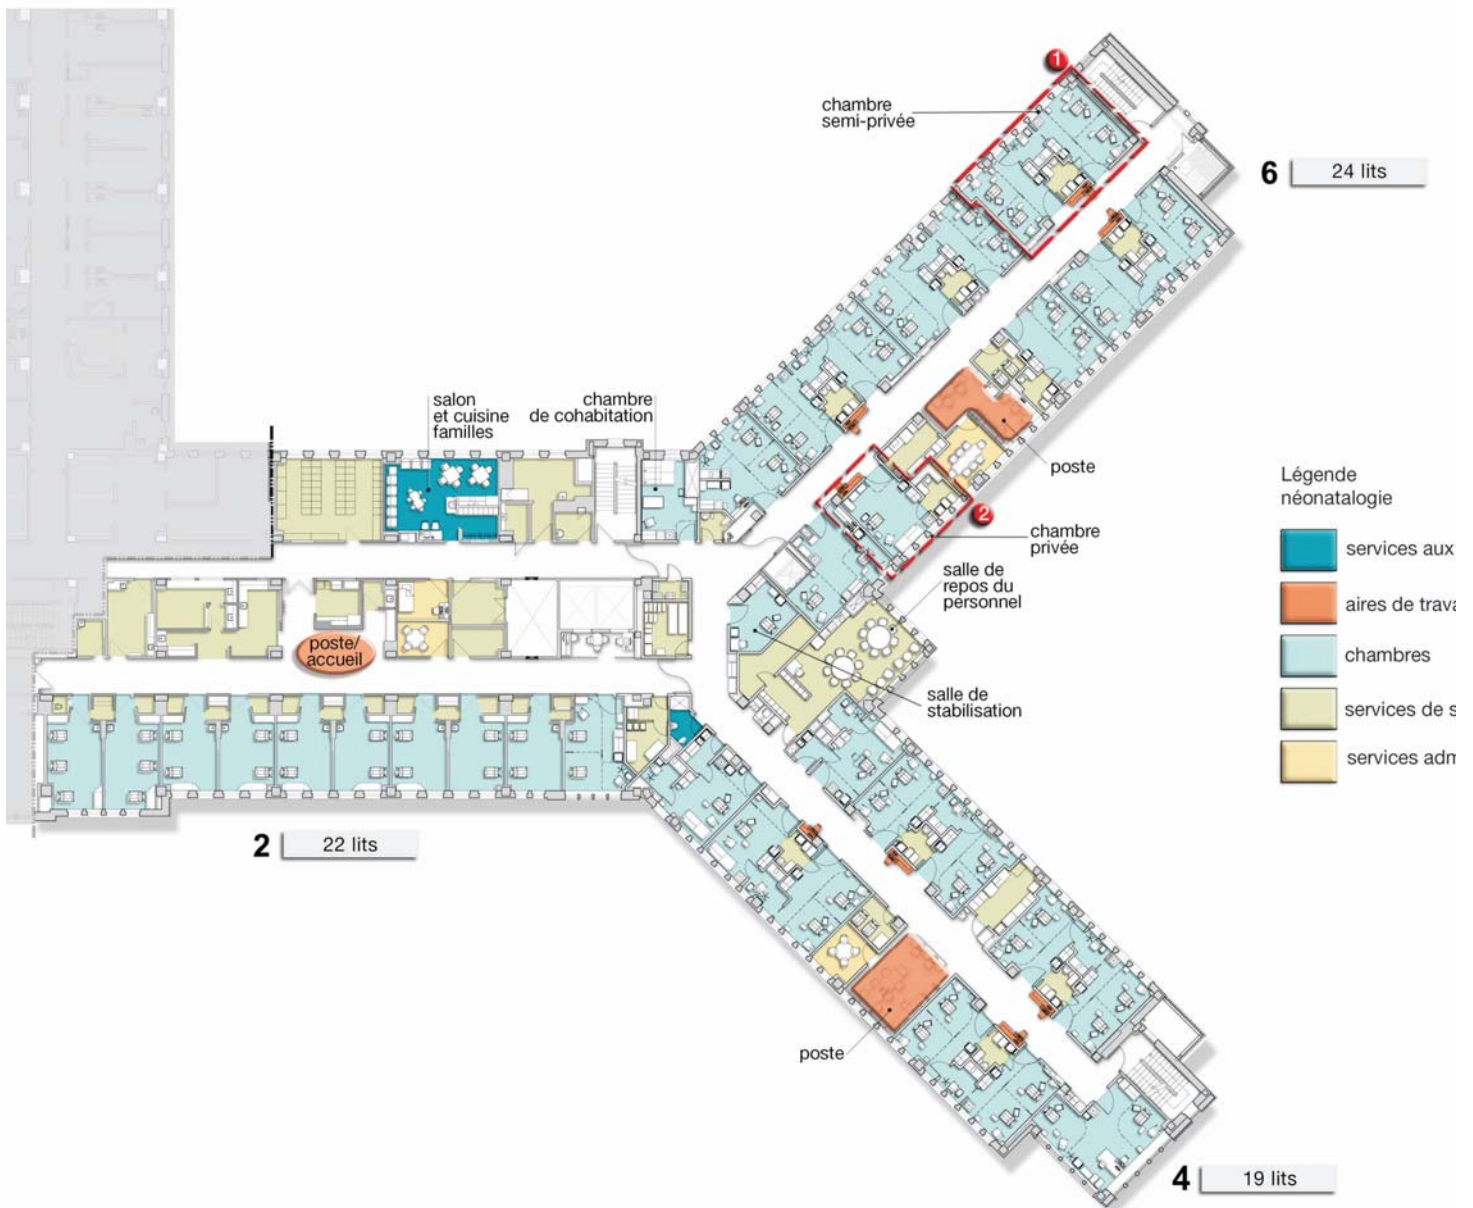 1
chambre
semi-privée
6 24 lits
salon
et cuisine
familles
chambre
de cohabitation
poste
2
chambre
privée
salle de
repos du
personnel
Légende
néonatalogie
services aux
aires de trava
chambres
services de s
services adm
poste/
accueil
salle de
stabilisation
2 22 lits
poste
4 19 lits